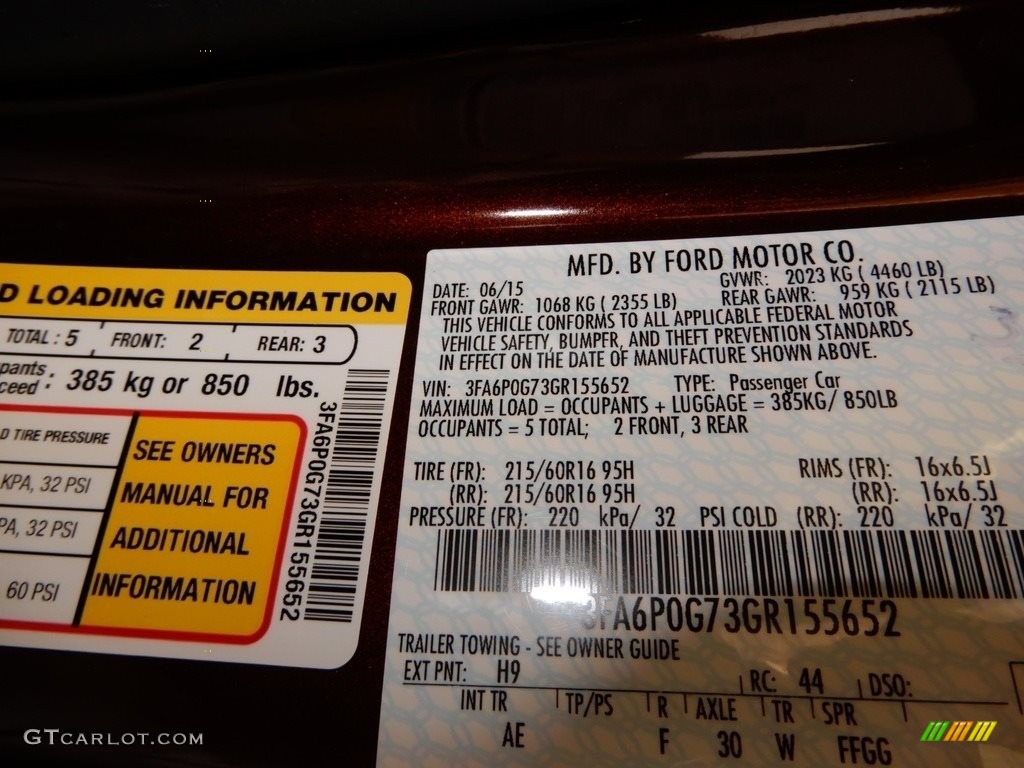 D LOADING INFORMATION
TOTAL : 5 FRONT: 2 REAR: 3
pants
ceed : 385 kg or 850 lbs.
D TIRE PRESSURE
KPA, 32 PSI
PA, 32 PSI
60 PSI
SEE OWNERS
MANUAL FOR
ADDITIONAL
INFORMATION
3FA6P0G73GR155652
MFD. BY FORD MOTOR CO.
DATE: 06/15 GVWR: 2023 KG ( 4460 LB)
FRONT GAWR: 1068 KG ( 2355 LB) REAR GAWR: 959 KG ( 2115 LB)
THIS VEHICLE CONFORMS TO ALL APPLICABLE FEDERAL MOTOR
VEHICLE SAFETY, BUMPER, AND THEFT PREVENTION STANDARDS
IN EFFECT ON THE DATE OF MANUFACTURE SHOWN ABOVE.
VIN: 3FA6P0G73GR155652 TYPE: Passenger Car
MAXIMUM LOAD = OCCUPANTS + LUGGAGE = 385KG/ 850LB
OCCUPANTS = 5 TOTAL; 2 FRONT, 3 REAR
TIRE (FR): 215/60R16 95H RIMS (FR): 16x6.5J
(RR): 215/60R16 95H (RR): 16x6.5J
PRESSURE (FR): 220 kPa/ 32 PSI COLD (RR): 220 kPa/ 32
3FA6P0G73GR155652
TRAILER TOWING - SEE OWNER GUIDE
EXT PNT: H9 RC: 44 DSO:
INT TR TP/PS R AXLE TR SPR
AE F 30 W FFGG
GTCARLOT.COM